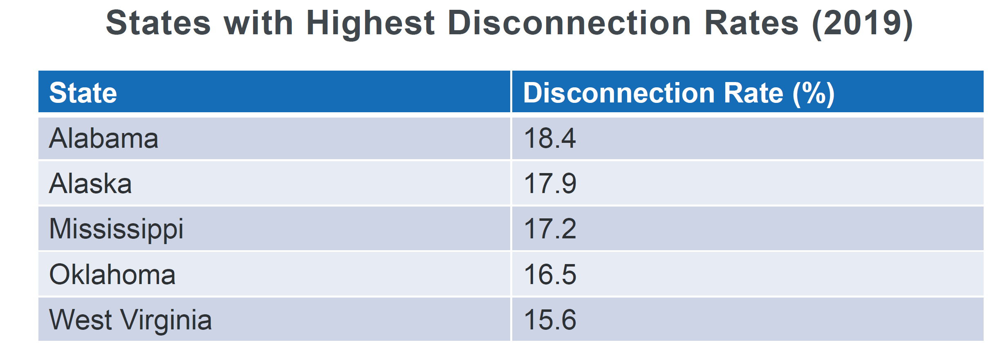 States with Highest Disconnection Rates (2019)
State Disconnection Rate (%)
Alabama 18.4
Alaska 17.9
Mississippi 17.2
Oklahoma 16.5
West Virginia 15.6